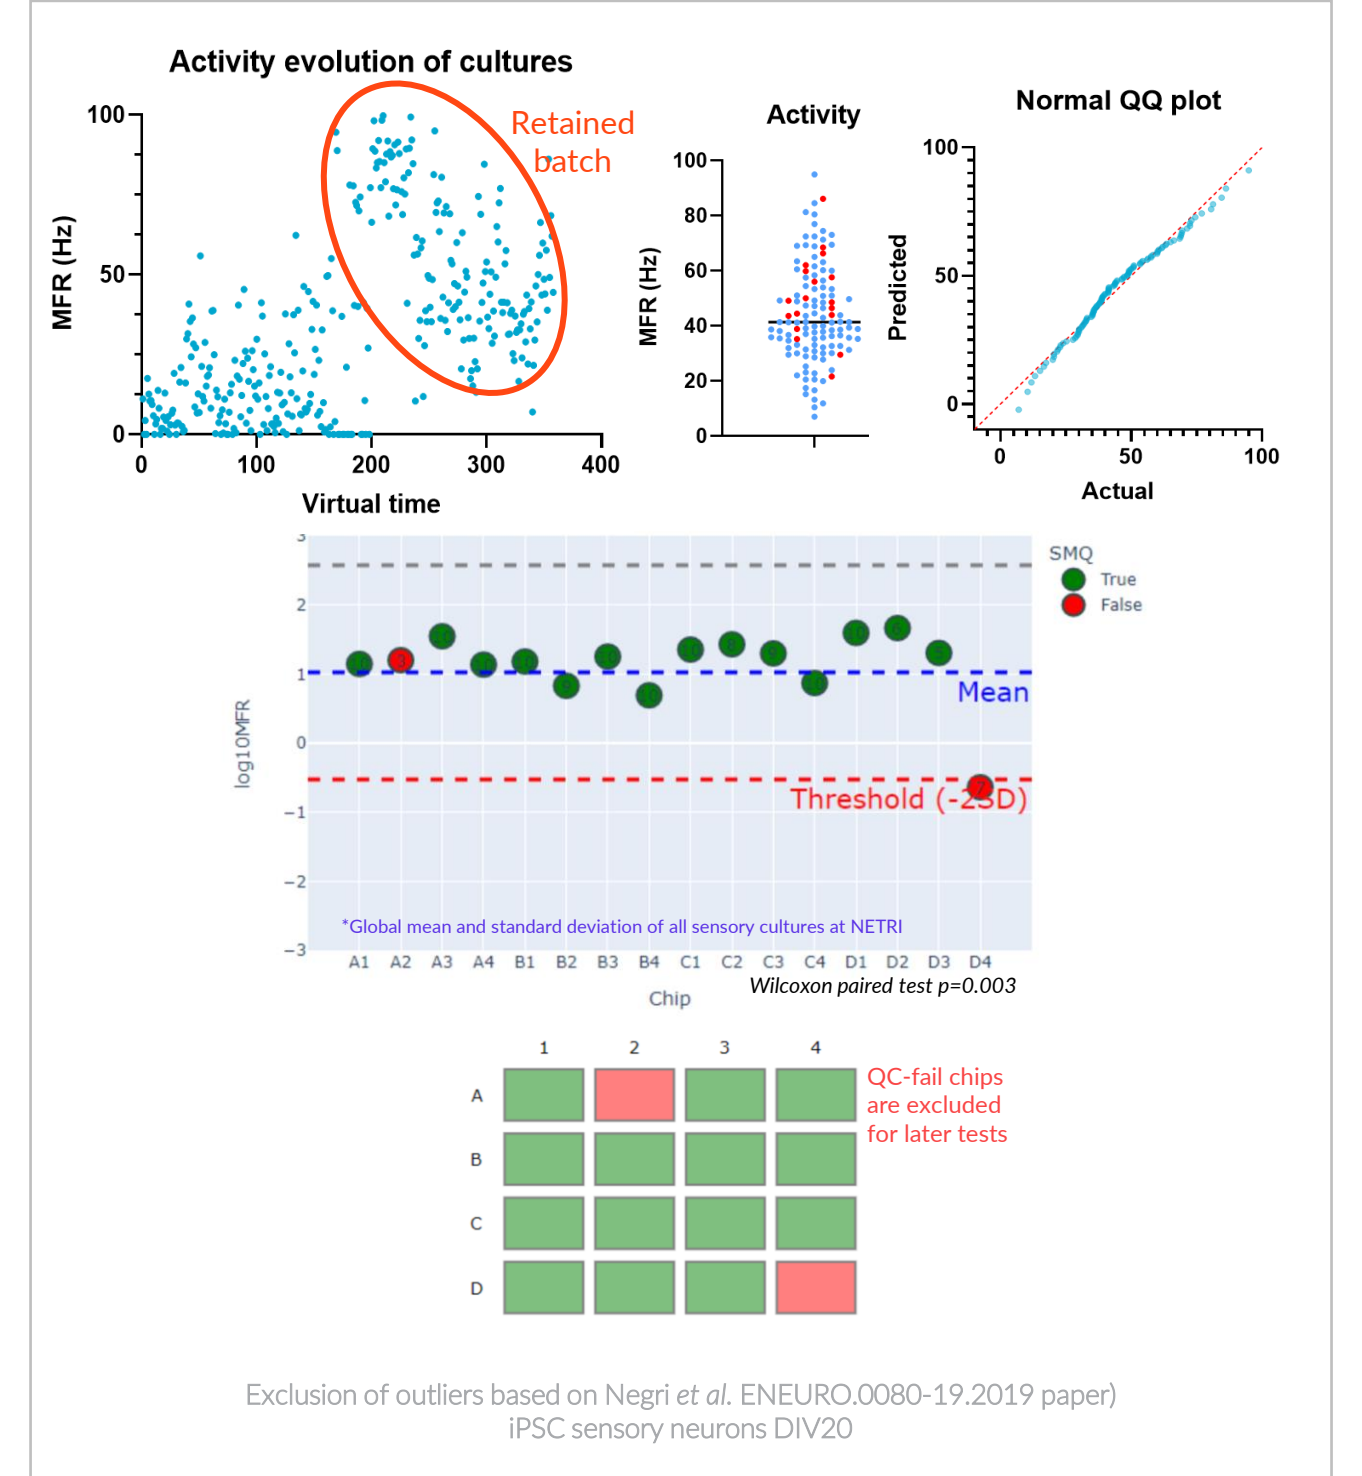 Activity evolution of cultures
Retained
batch
MFR (Hz)
100
50
0
0
100
200
300
400
Virtual time
Activity
MFR (Hz)
100
80
60
40
20
0
Normal QQ plot
Predicted
100
50
0
0
50
100
Actual
3
2
1
0
−1
−2
−3
log10MFR
SMQ
True
False
3
9
Mean
Threshold (-2SD)
*Global mean and standard deviation of all sensory cultures at NETRI
A1 A2 A3 A4 B1 B2 B3 B4 C1 C2 C3 C4 D1 D2 D3 D4
Chip
Wilcoxon paired test p=0.003
1 2 3 4
A
B
C
D
QC-fail chips
are excluded
for later tests
Exclusion of outliers based on Negri et al. ENEURO.0080-19.2019 paper)
iPSC sensory neurons DIV20